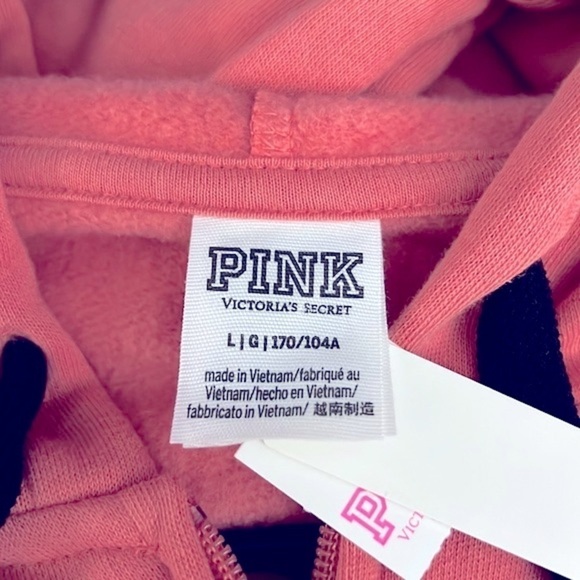 PINK
VICTORIA'S SECRET
L|G|170/104A
made in Vietnam/fabriqué au
Vietnam/hecho en Vietnam/
fabbricato in Vietnam/ 越南制造
P
VICT